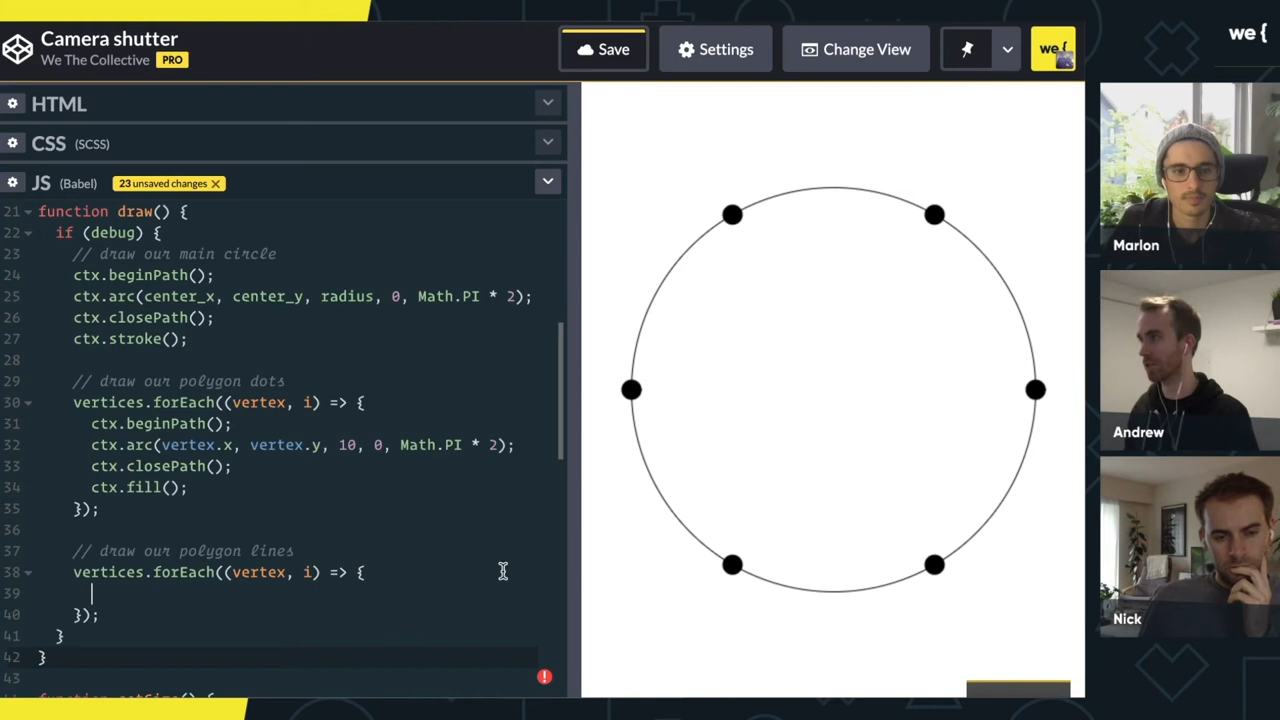 Camera shutter
We The Collective PRO
Save
Settings
Change View
we {
we {
HTML
CSS (SCSS)
JS (Babel) 23 unsaved changes X
21 function draw() {
22 if (debug) {
23 // draw our main circle
24 ctx.beginPath();
25 ctx.arc(center_x, center_y, radius, 0, Math.PI * 2);
26 ctx.closePath();
27 ctx.stroke();
28
29 // draw our polygon dots
30 vertices.forEach((vertex, i) => {
31 ctx.beginPath();
32 ctx.arc(vertex.x, vertex.y, 10, 0, Math.PI * 2);
33 ctx.closePath();
34 ctx.fill();
35 });
36
37 // draw our polygon lines
38 vertices.forEach((vertex, i) => {
39
40 });
41 }
42 }
43
Marlon
Andrew
Nick